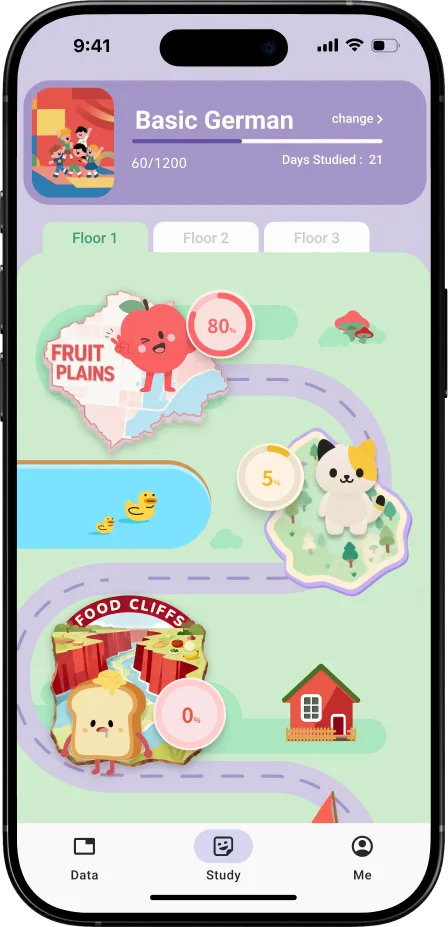 9:41
Basic German
change >
60/1200
Days Studied : 21
Floor 1
Floor 2
Floor 3
FRUIT
PLAINS
80%
5%
FOOD CLIFFS
0%
Data
Study
Me